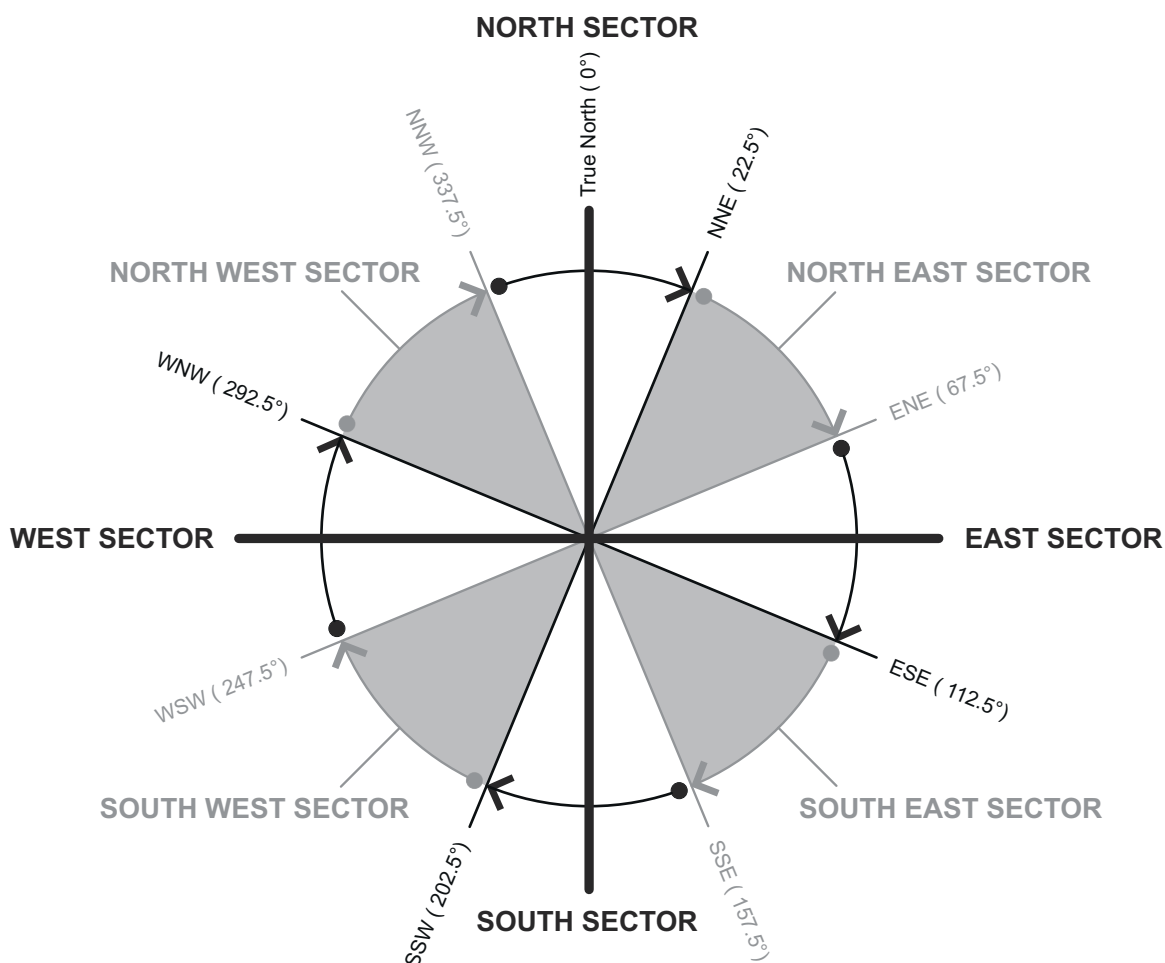 NORTH SECTOR
True North ( 0°)
NNW ( 337.5°)
NNE ( 22.5°)
NORTH WEST SECTOR
NORTH EAST SECTOR
WNW ( 292.5°)
ENE ( 67.5°)
WEST SECTOR
EAST SECTOR
WSW ( 247.5°)
ESE ( 112.5°)
SOUTH WEST SECTOR
SOUTH EAST SECTOR
SSW ( 202.5°)
SSE ( 157.5°)
SOUTH SECTOR